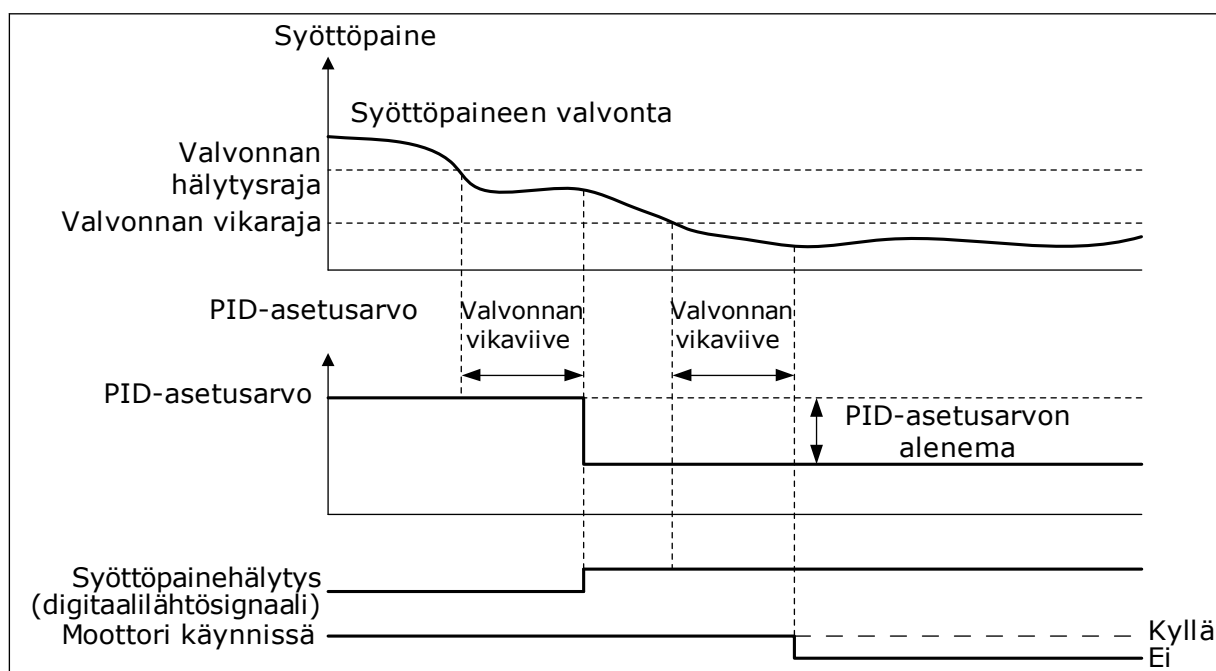 Syöttöpaine
Syöttöpaineen valvonta
Valvonnan
hälytysraja
Valvonnan vikaraja
PID-asetusarvo
Valvonnan
vikaviive
Valvonnan
vikaviive
PID-asetusarvo
PID-asetusarvon
alenema
Syöttöpainehälytys
(digitaalilähtösignaali)
Moottori käynnissä
Kyllä
Ei